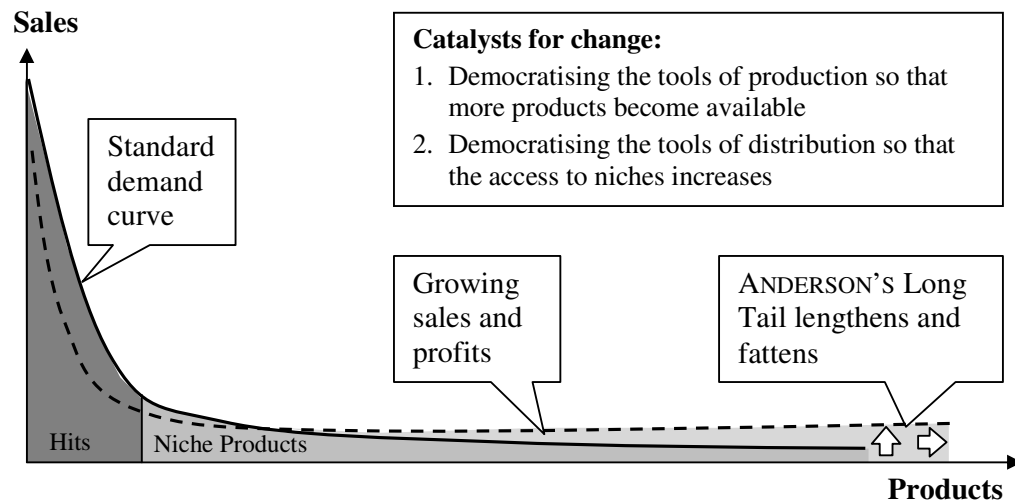 Sales
Catalysts for change:
1. Democratising the tools of production so that
more products become available
2. Democratising the tools of distribution so that
the access to niches increases
Standard
demand
curve
Growing
sales and
profits
ANDERSON'S Long
Tail lengthens and
fattens
Hits
Niche Products
Products